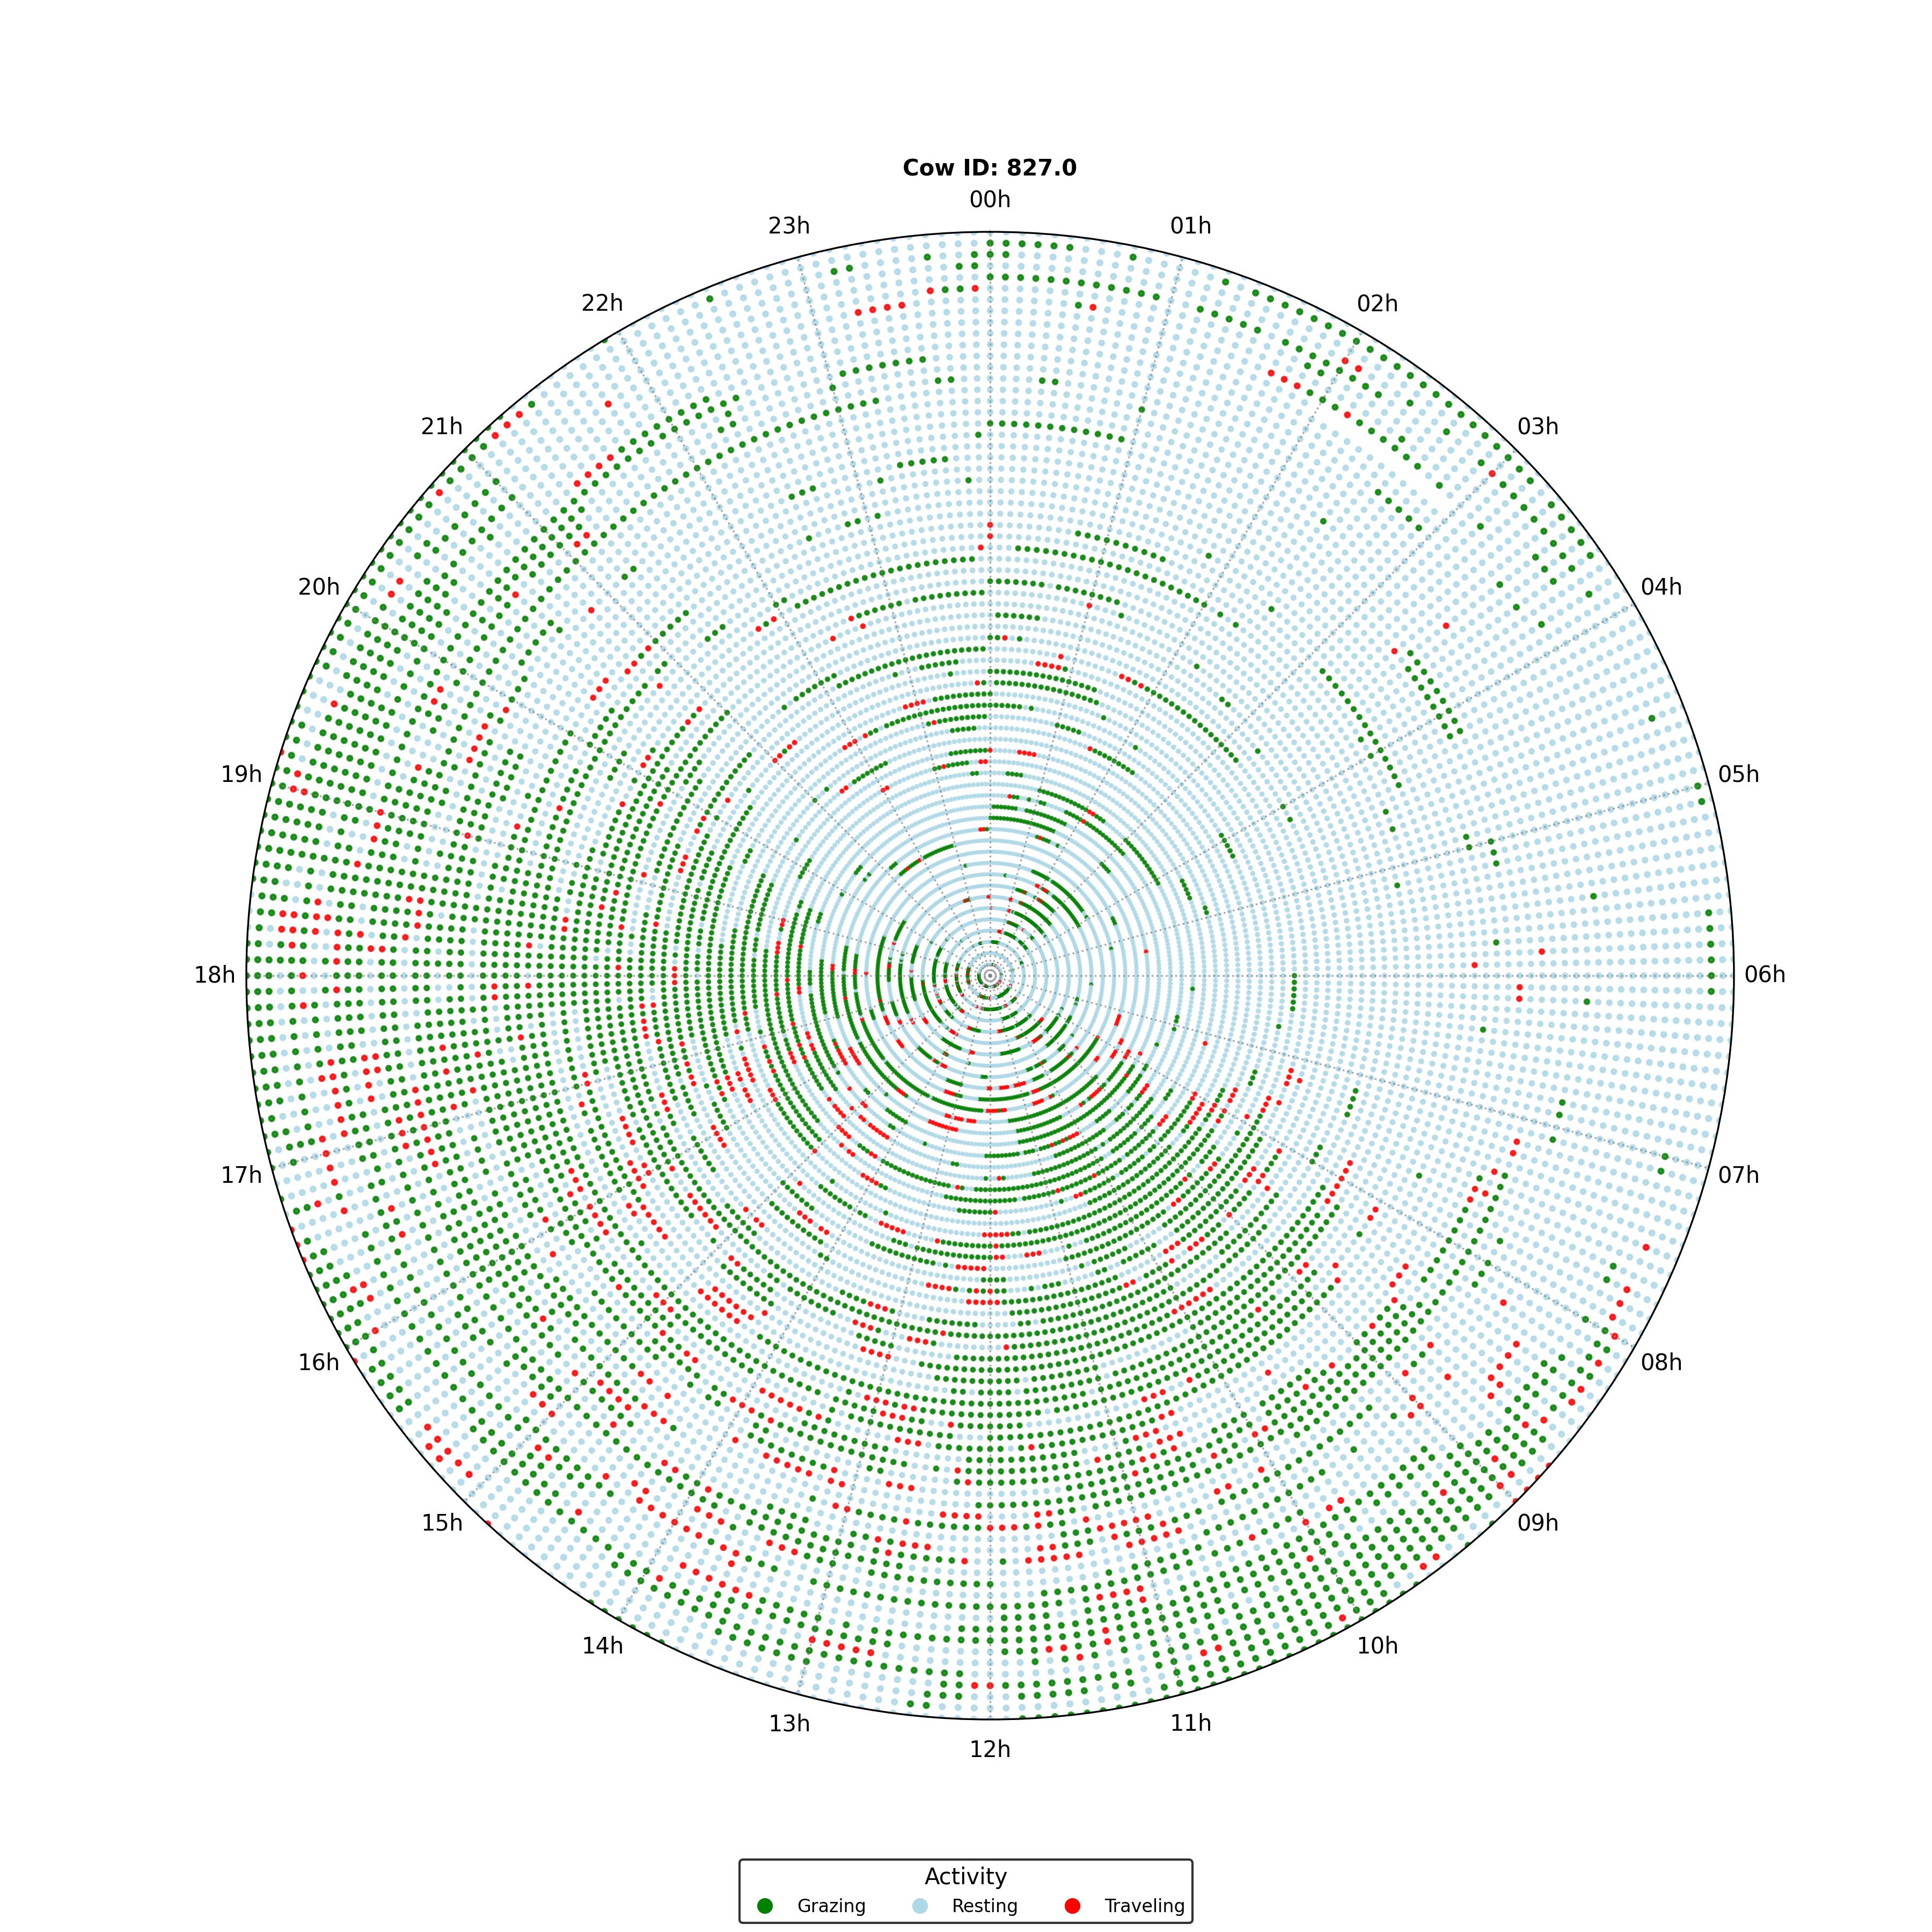 Cow ID: 827.0
00h
23h 01h
22h 02h
21h 03h
20h 04h
19h 05h
18h 06h
17h 07h
16h 08h
15h 09h
14h 10h
13h 11h
12h
Activity
Grazing Resting Traveling